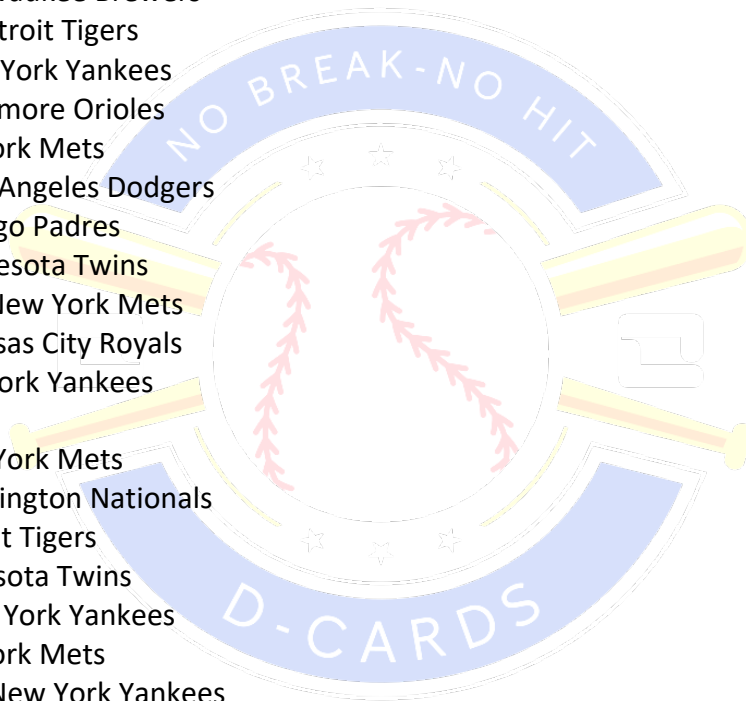 waukee Brewers
troit Tigers
York Yankees
more Orioles
ork Mets
Angeles Dodgers
go Padres
esota Twins
New York Mets
sas City Royals
ork Yankees
York Mets
ington Nationals
t Tigers
sota Twins
York Yankees
ork Mets
New York Yankees
NO BREAK-NO HIT
D-CARDS